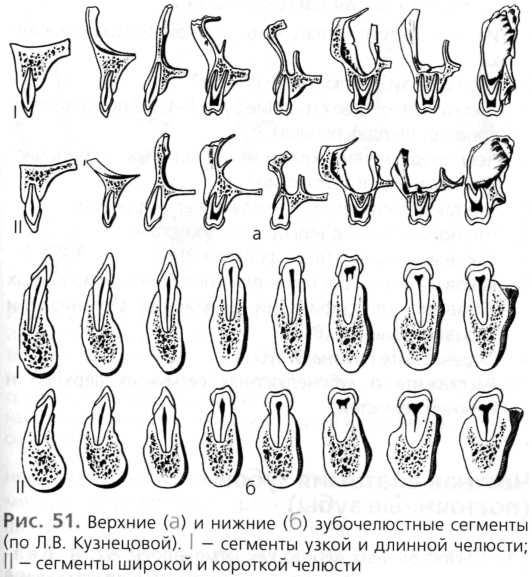 I
II
а
I
II
б
Рис. 51. Верхние (а) и нижние (б) зубочелюстные сегменты
(по Л.В. Кузнецовой). I – сегменты узкой и длинной челюсти;
II – сегменты широкой и короткой челюсти